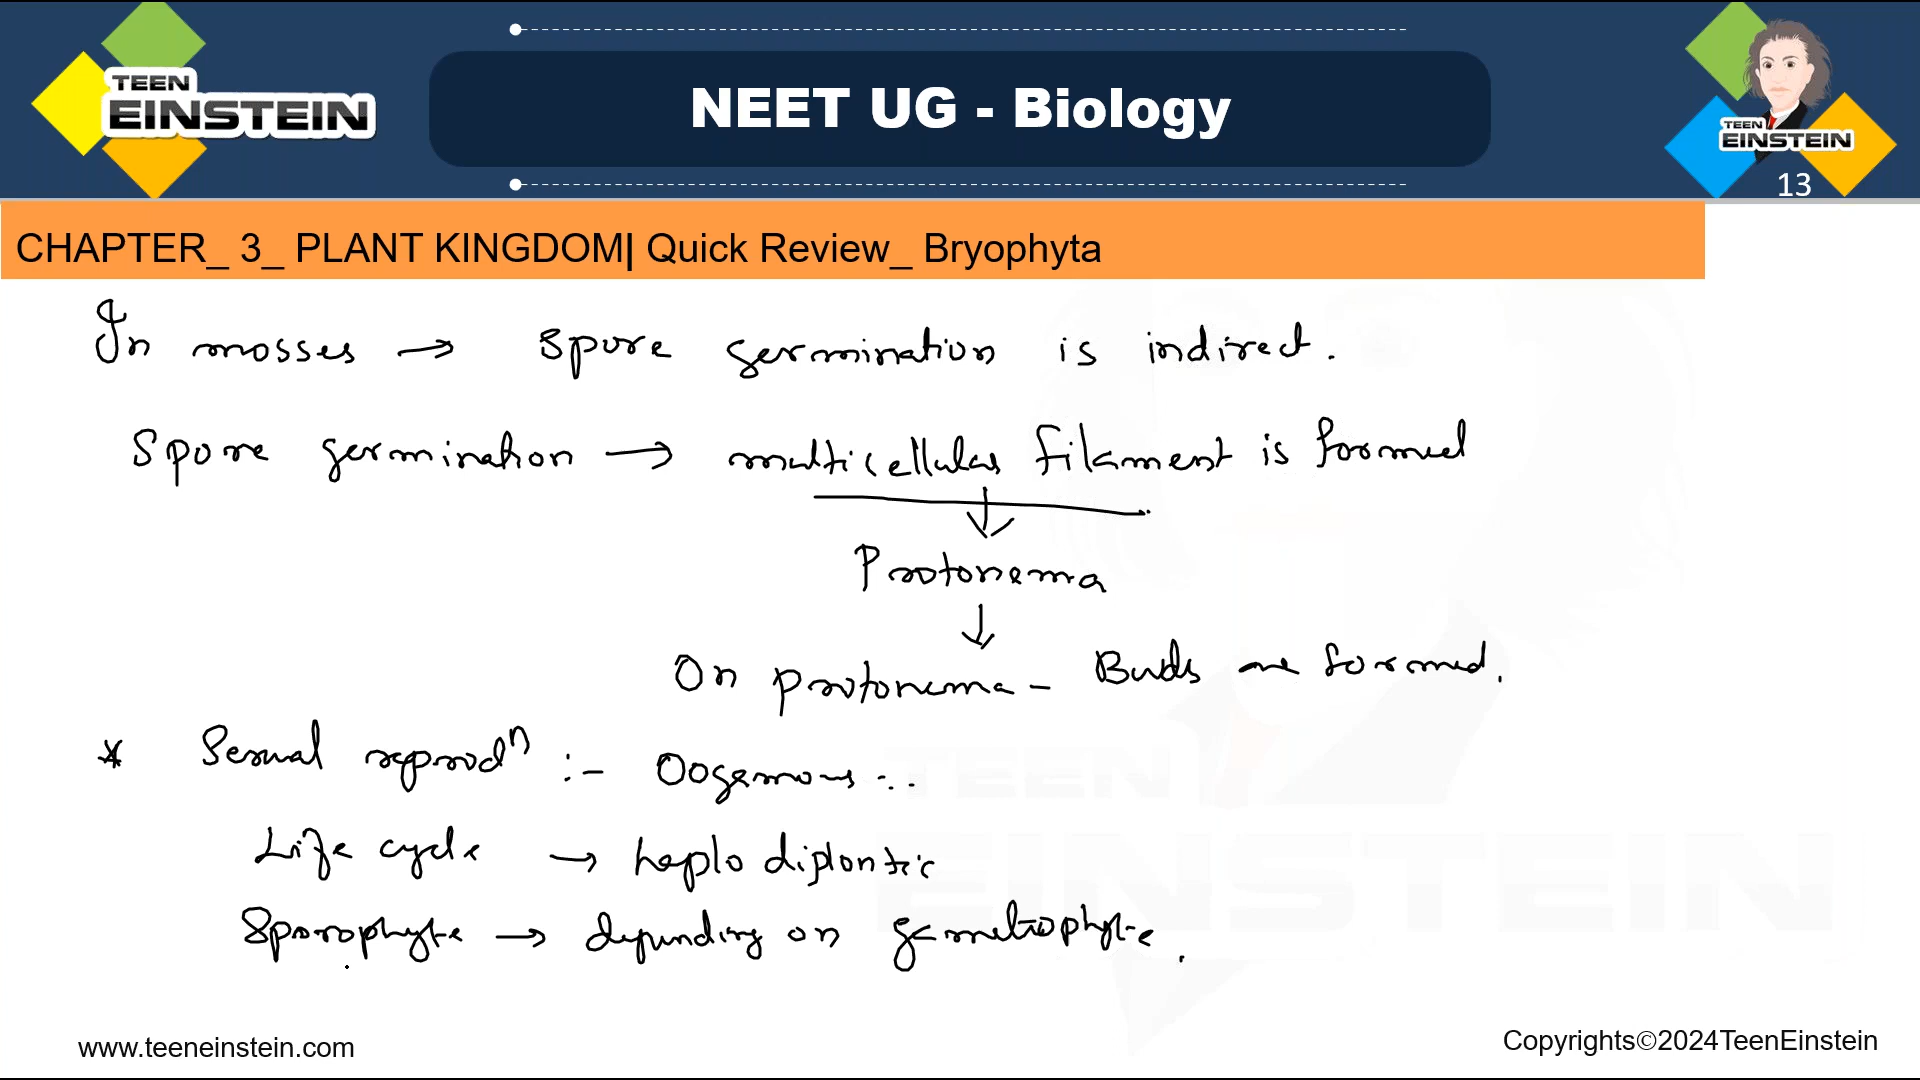 TEEN
EINSTEIN
NEET UG - Biology
TEEN
EINSTEIN
13
CHAPTER_ 3_ PLANT KINGDOM| Quick Review_ Bryophyta
In mosses → Spore germination is indirect.
Spore germination → multicellular filament is formed
↓
Protonema
↓
On protonema - Buds are formed.
* Sexual reprodⁿ :- Oogamous :.
Life cycle → haplo diplontic
Sporophyte → depending on gametophyte.
TEEN
EINSTEIN
www.teeneinstein.com
Copyrights©2024TeenEinstein